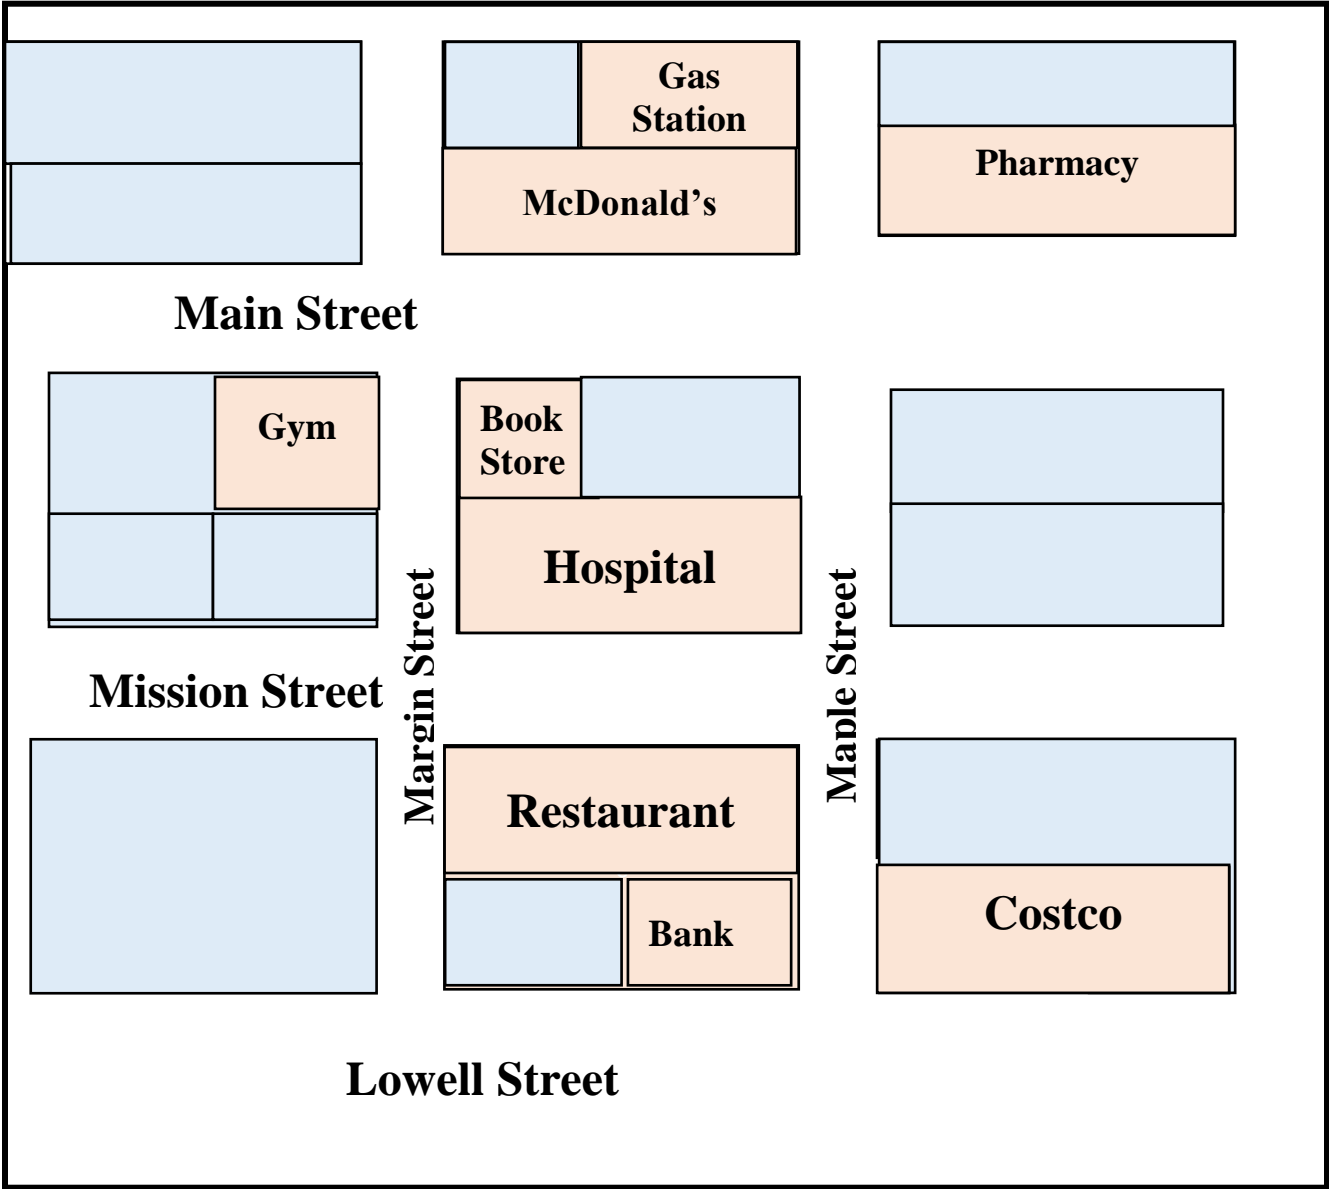 Gas
Station
McDonald’s
Pharmacy
Main Street
Gym
Book
Store
Hospital
Margin Street
Maple Street
Mission Street
Restaurant
Bank
Costco
Lowell Street